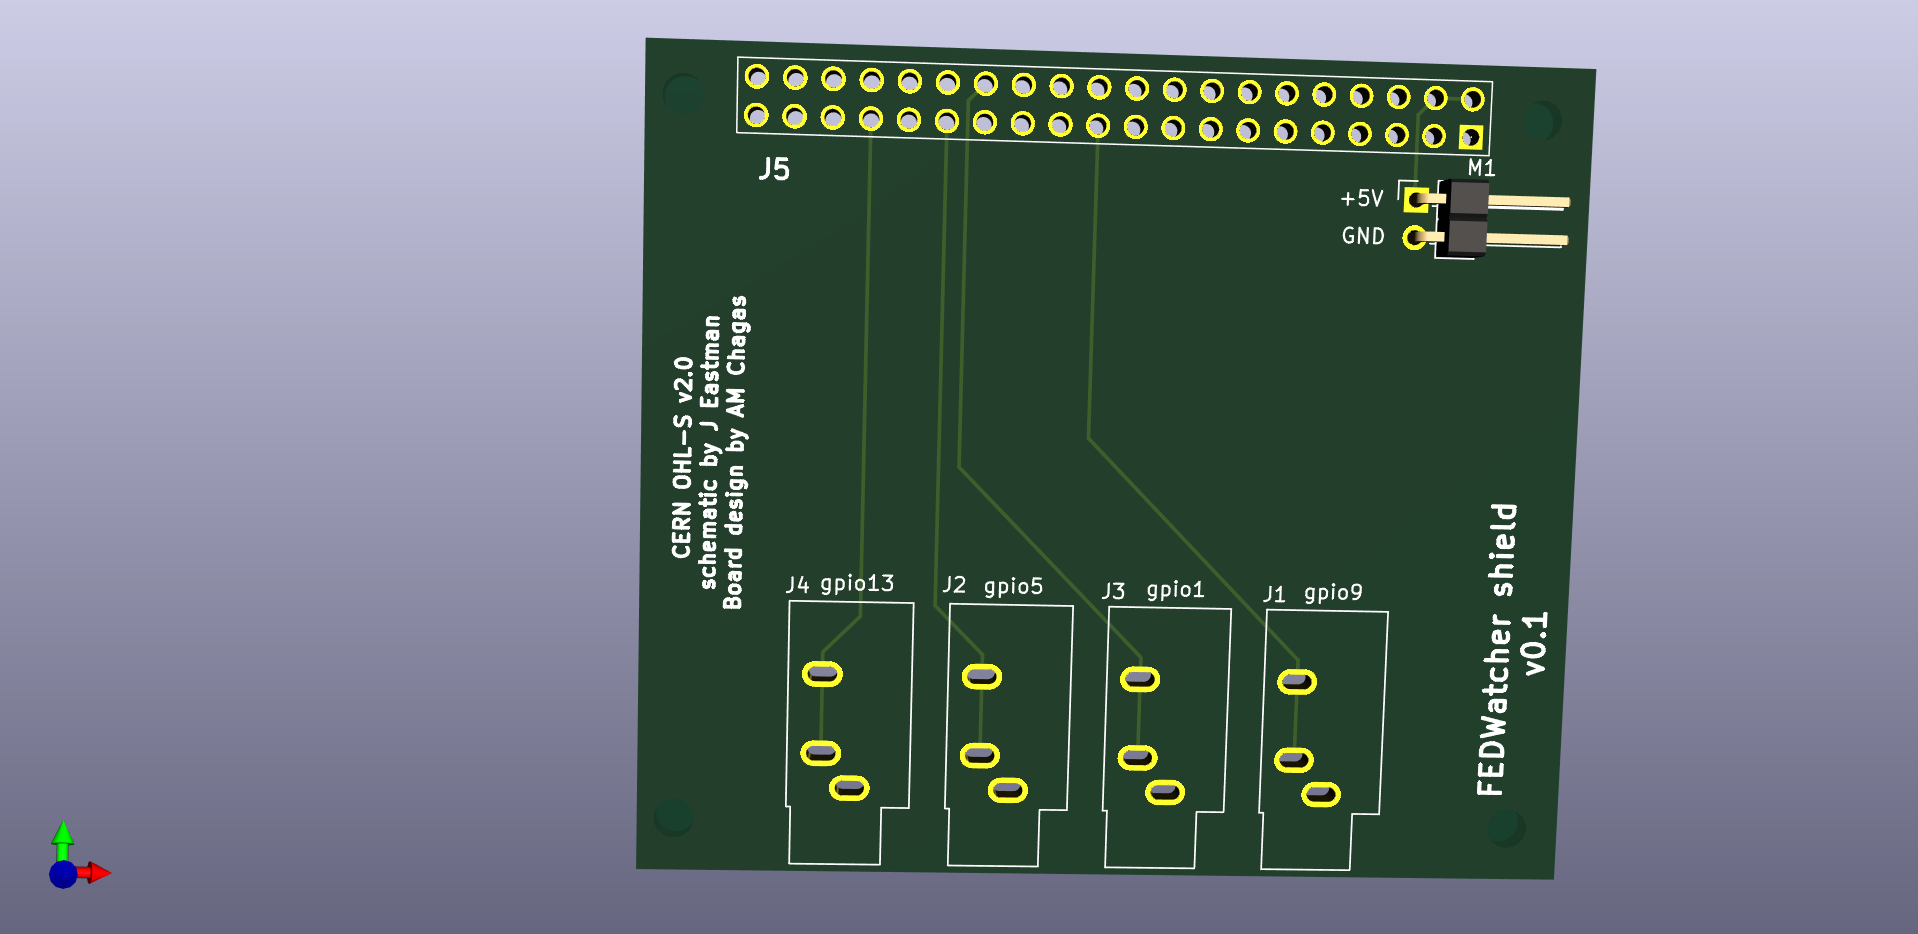 J5
M1
+5V
GND
CERN OHL-S v2.0
schematic by J Eastman
Board design by AM Chagas
J4 gpio13
J2 gpio5
J3 gpio1
J1 gpio9
FEDWatcher shield
v0.1